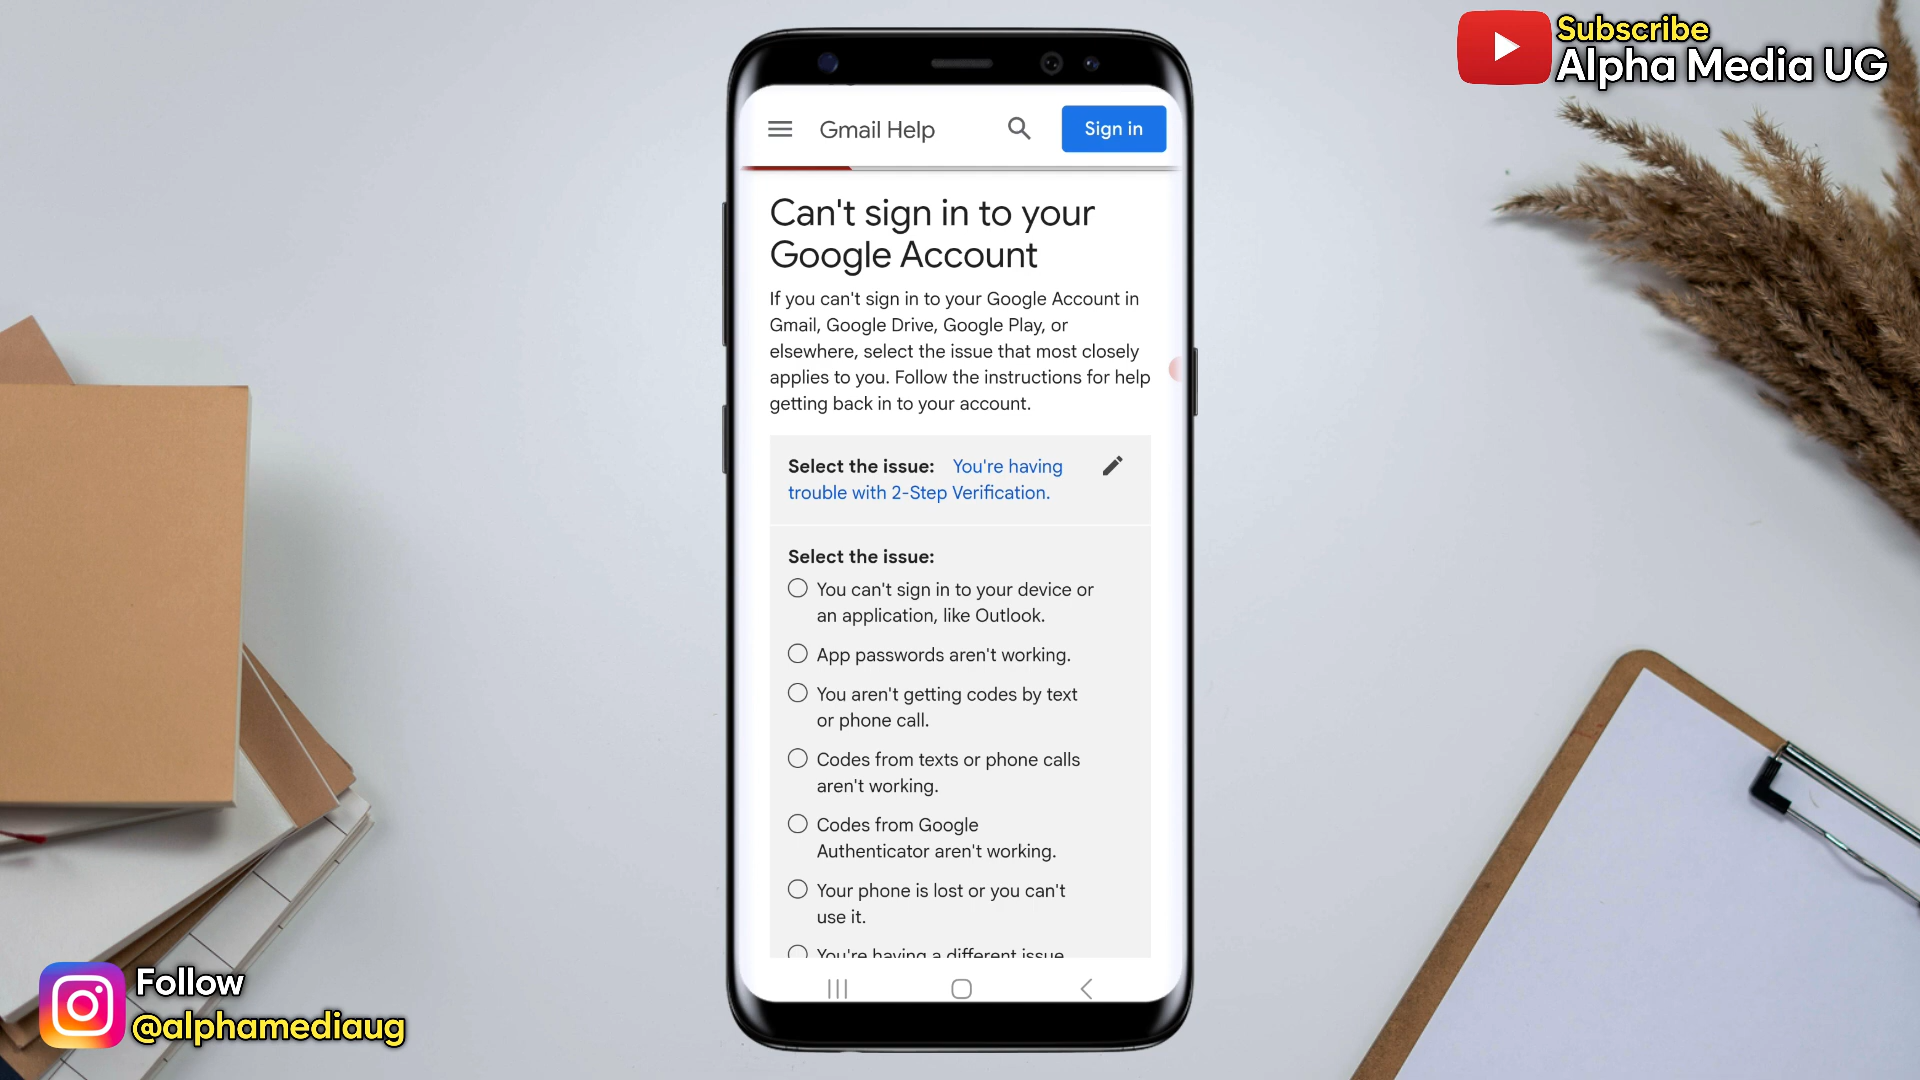 Subscribe
Alpha Media UG
Gmail Help
Sign in
Can't sign in to your
Google Account
If you can't sign in to your Google Account in
Gmail, Google Drive, Google Play, or
elsewhere, select the issue that most closely
applies to you. Follow the instructions for help
getting back in to your account.
Select the issue: You're having
trouble with 2-Step Verification.
Select the issue:
You can't sign in to your device or
an application, like Outlook.
App passwords aren't working.
You aren't getting codes by text
or phone call.
Codes from texts or phone calls
aren't working.
Codes from Google
Authenticator aren't working.
Your phone is lost or you can't
use it.
You're having a different issue
Follow
@alphamediaug